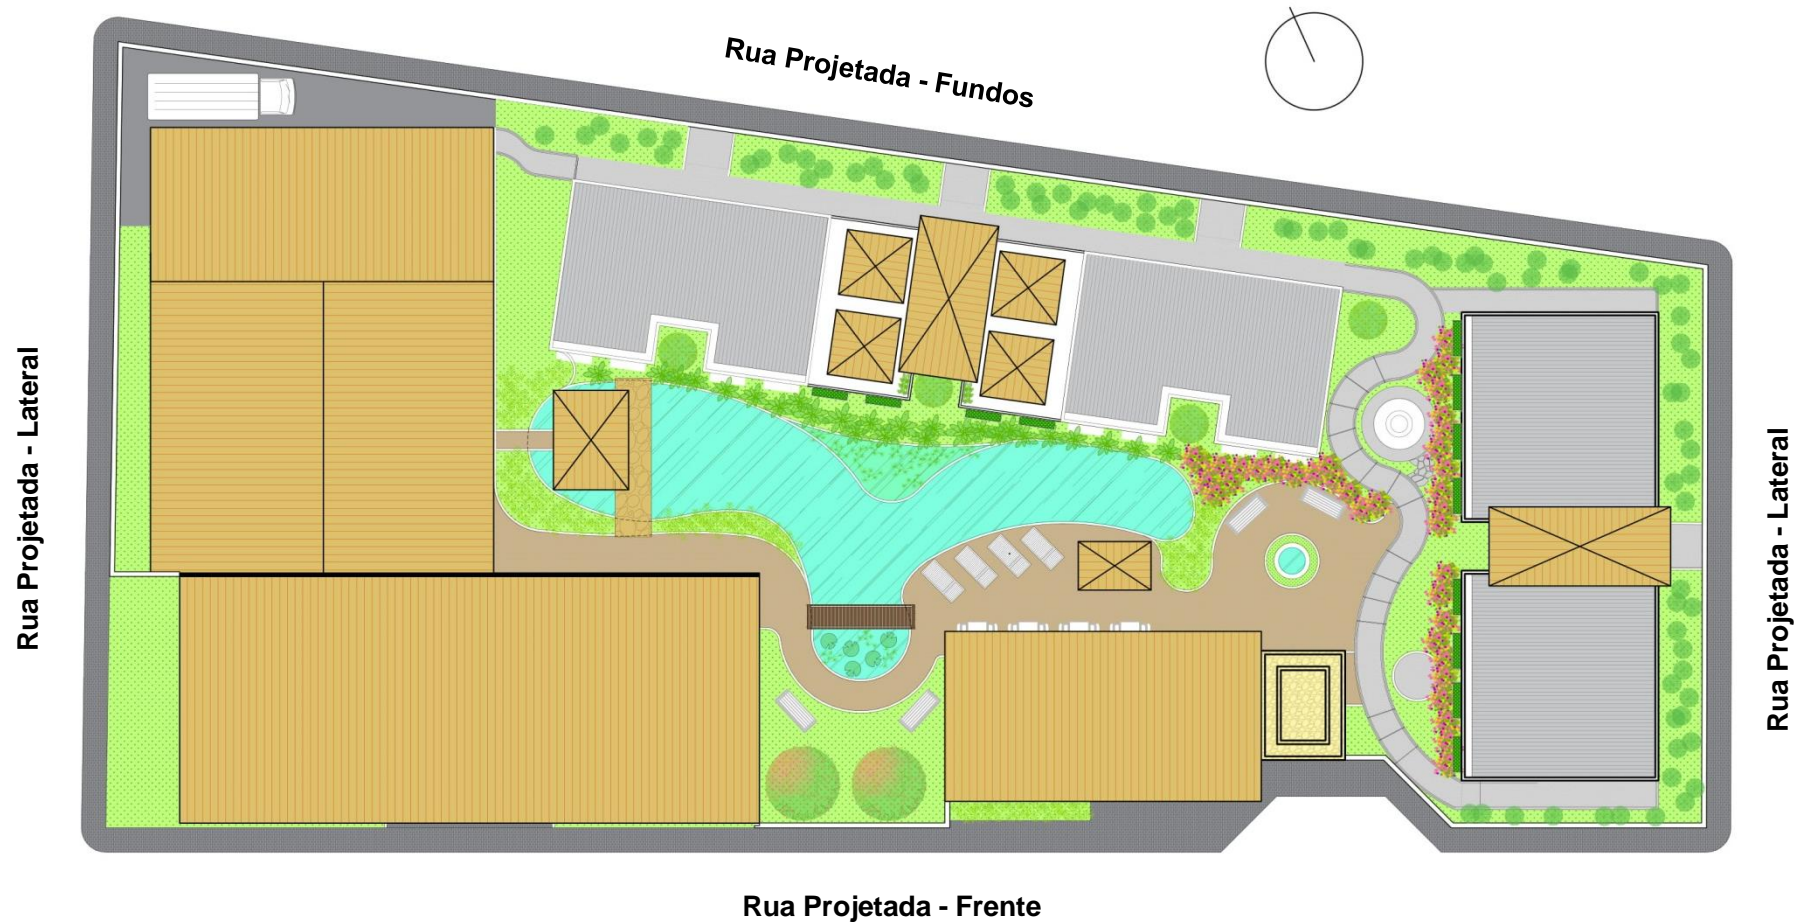 Rua Projetada - Fundos
Rua Projetada - Lateral
Rua Projetada - Lateral
Rua Projetada - Frente